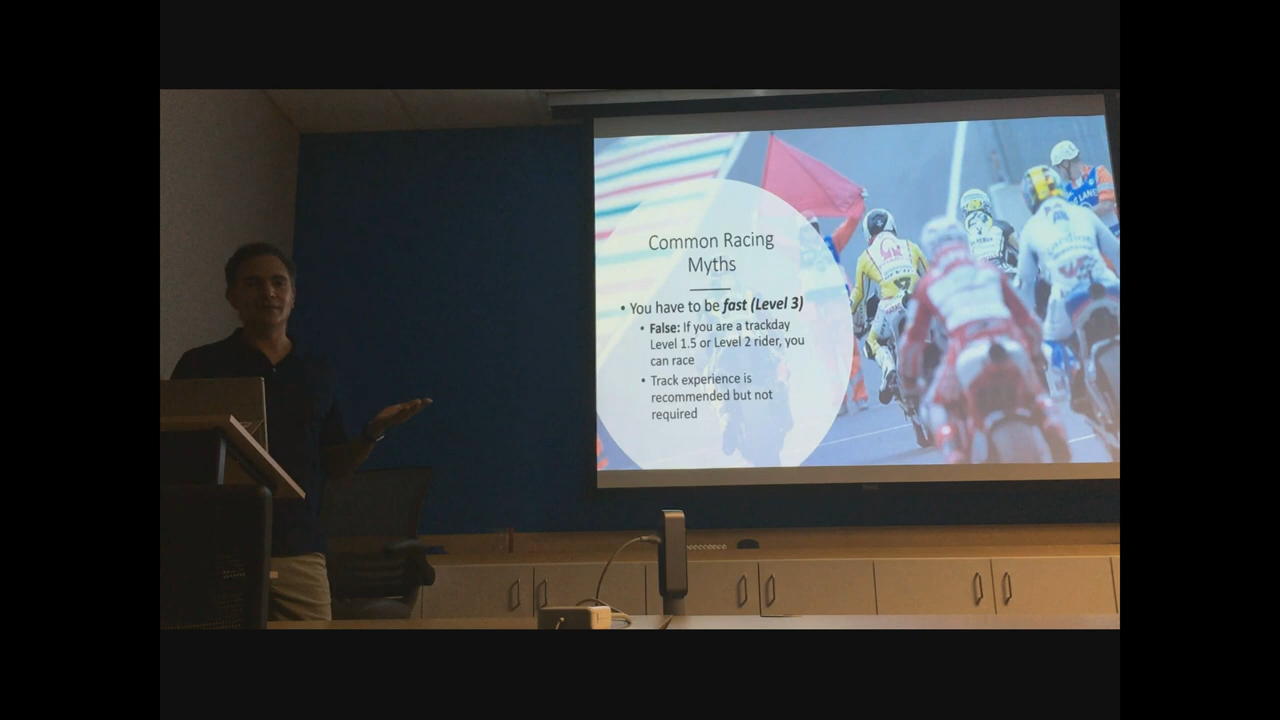 Common Racing
Myths
• You have to be fast (Level 3)
• False: If you are a trackday
Level 1.5 or Level 2 rider, you
can race
• Track experience is
recommended but not
required
LANE